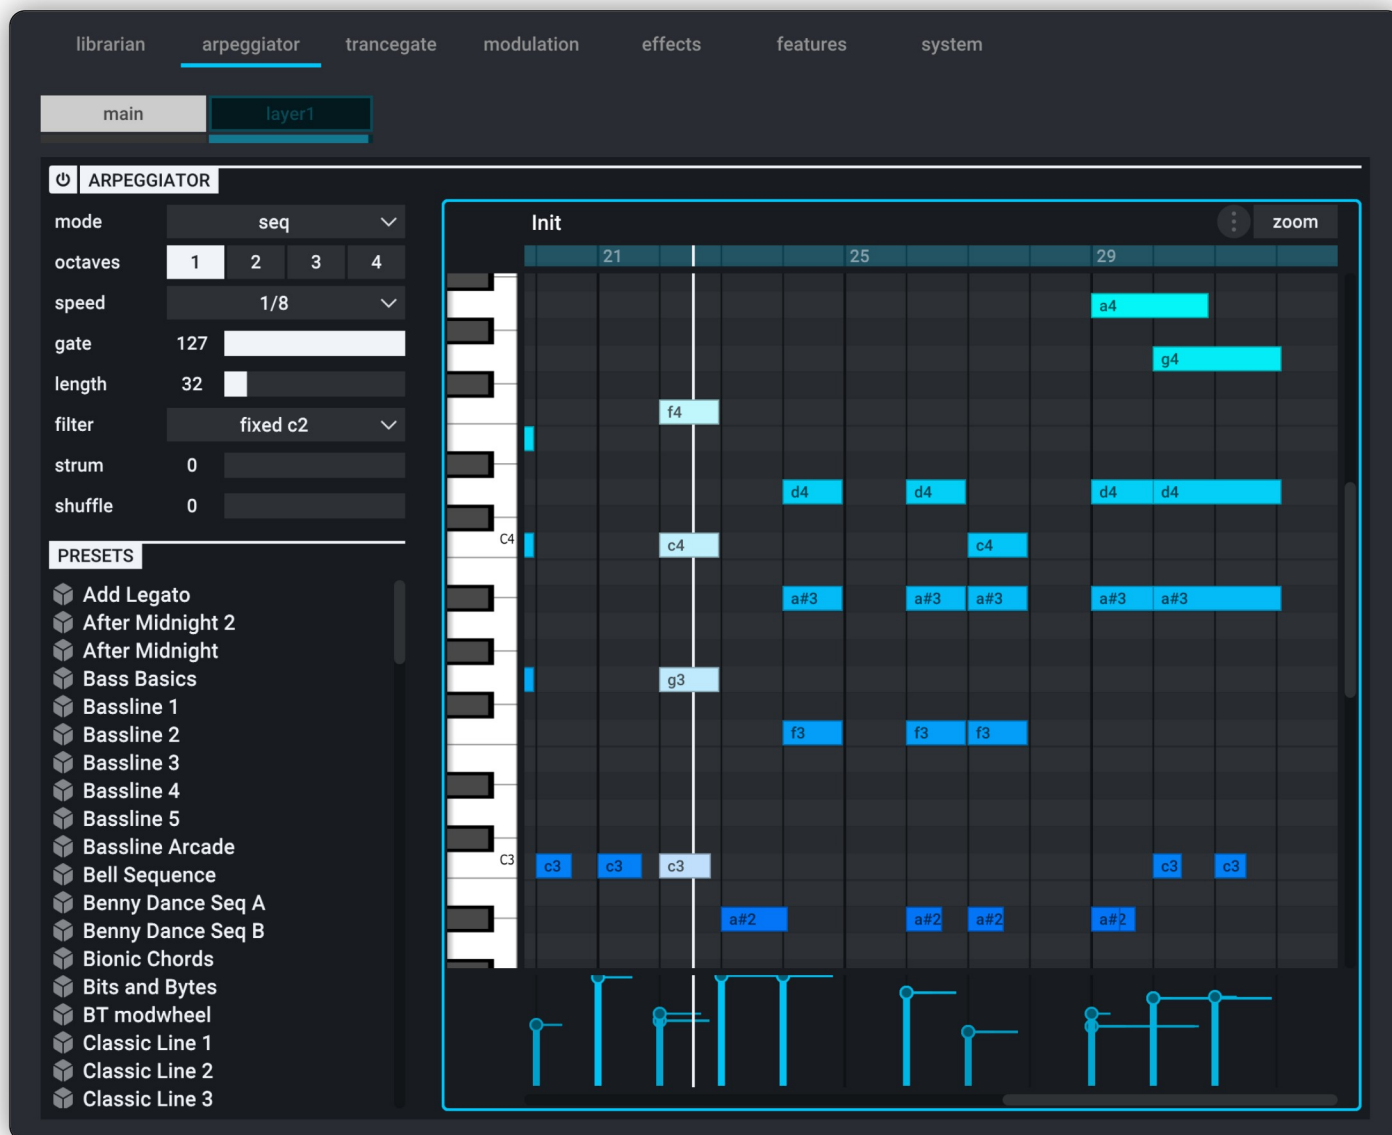 librarian arpeggiator trancegate modulation effects features system
main layer1
ARPEGGIATOR
mode seq
octaves 1 2 3 4
speed 1/8
gate 127
length 32
filter fixed c2
strum 0
shuffle 0
PRESETS
Add Legato
After Midnight 2
After Midnight
Bass Basics
Bassline 1
Bassline 2
Bassline 3
Bassline 4
Bassline 5
Bassline Arcade
Bell Sequence
Benny Dance Seq A
Benny Dance Seq B
Bionic Chords
Bits and Bytes
BT modwheel
Classic Line 1
Classic Line 2
Classic Line 3
Init zoom
21 25 29
a4
g4
f4
d4 d4 d4 d4
C4 c4 c4
a#3 a#3 a#3 a#3 a#3
g3
f3 f3 f3
C3 c3 c3 c3 c3 c3
a#2 a#2 a#2 a#2